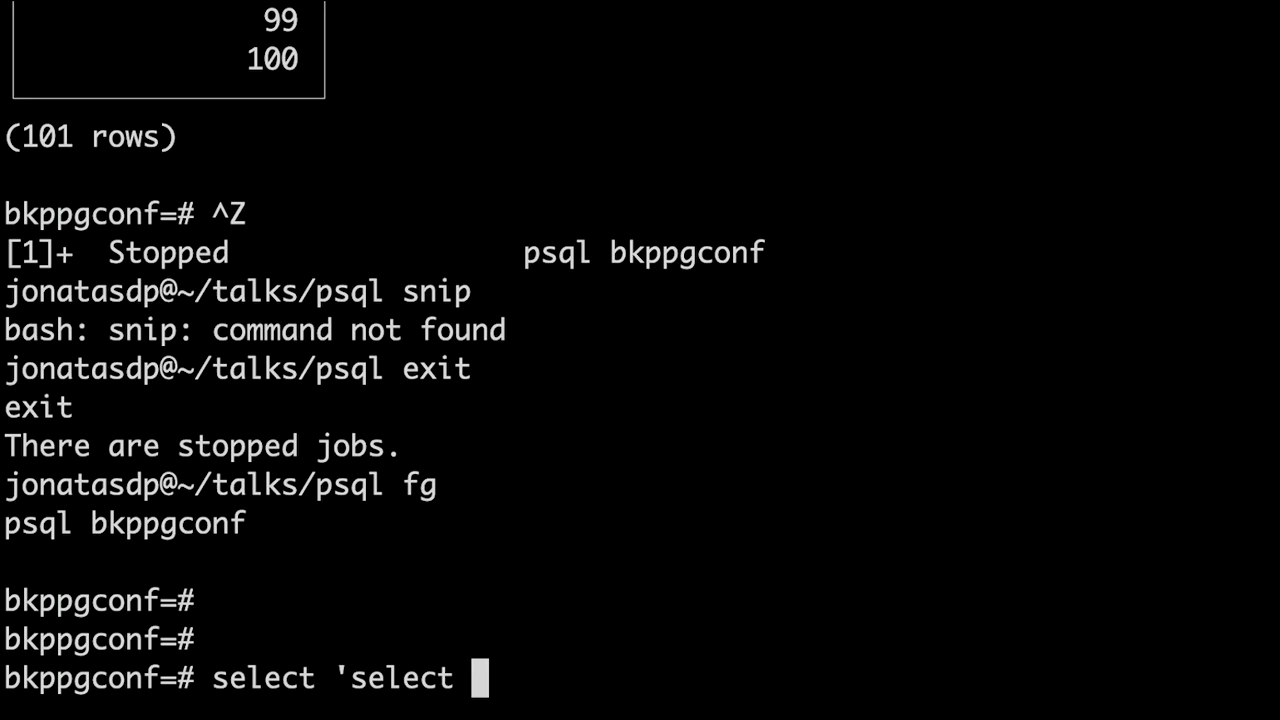 99
100
(101 rows)
bkppgconf=# ^Z
[1]+  Stopped                 psql bkppgconf
jonatasdp@~/talks/psql snip
bash: snip: command not found
jonatasdp@~/talks/psql exit
exit
There are stopped jobs.
jonatasdp@~/talks/psql fg
psql bkppgconf
bkppgconf=#
bkppgconf=#
bkppgconf=# select 'select